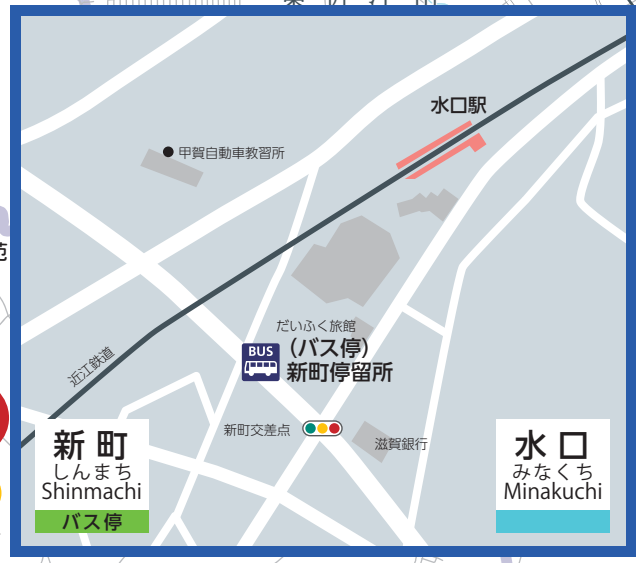 水口駅
甲賀自動車教習所
だいふく旅館
BUS
(バス停)
新町停留所
近江鉄道
新町交差点
滋賀銀行
新町
しんまち
Shinmachi
バス停
水口
みなくち
Minakuchi